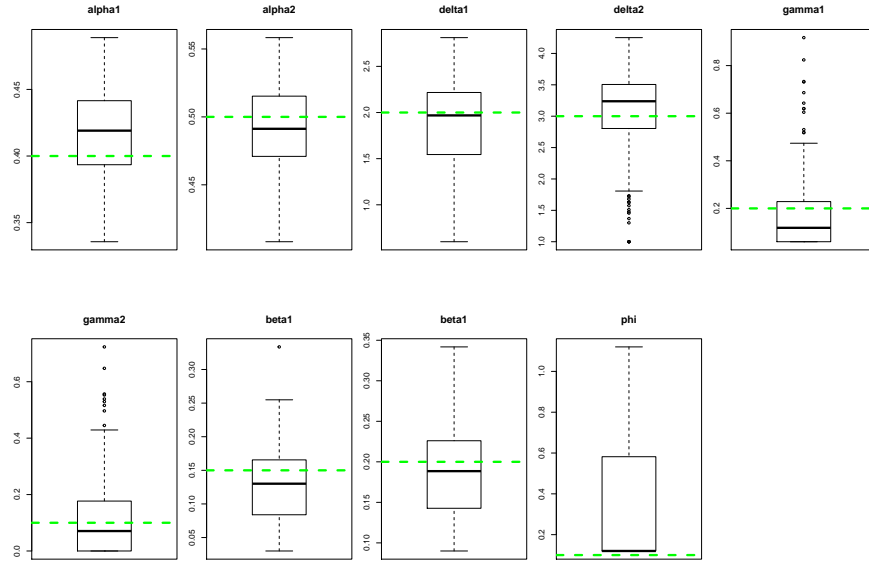 alpha1
0.35 0.40 0.45
alpha2
0.45 0.50 0.55
delta1
1.0 1.5 2.0 2.5
delta2
1.0 1.5 2.0 2.5 3.0 3.5 4.0
gamma1
0.2 0.4 0.6 0.8
gamma2
0.0 0.2 0.4 0.6
beta1
0.05 0.10 0.15 0.20 0.25 0.30
beta1
0.10 0.15 0.20 0.25 0.30 0.35
phi
0.2 0.4 0.6 0.8 1.0